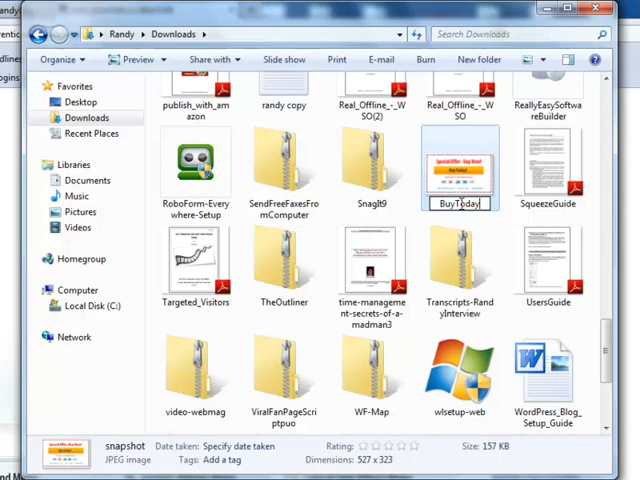 Randy
Downloads
Search Downloads
Organize
Preview
Share with
Slide show
Print
E-mail
Burn
New folder
Favorites
Desktop
Downloads
Recent Places
Libraries
Documents
Music
Pictures
Videos
Homegroup
Computer
Local Disk (C:)
Network
publish_with_am
azon
randy copy
Real_Offline_-_W
SO(2)
Real_Offline_-_W
SO
ReallyEasySoftwa
reBuilder
RoboForm-Every
where-Setup
SendFreeFaxesFro
mComputer
SnagIt9
Special Offer - Buy Now!
BuyToday
SqueezeGuide
Targeted_Visitors
TheOutliner
time-manageme
nt-secrets-of-a-
madman3
Transcripts-Rand
yInterview
UsersGuide
video-webmag
ViralFanPageScri
ptpuo
WF-Map
wlsetup-web
WordPress_Blog_
Setup_Guide
snapshot
JPEG image
Date taken: Specify date taken
Tags: Add a tag
Rating:
Dimensions: 527 x 323
Size: 157 KB